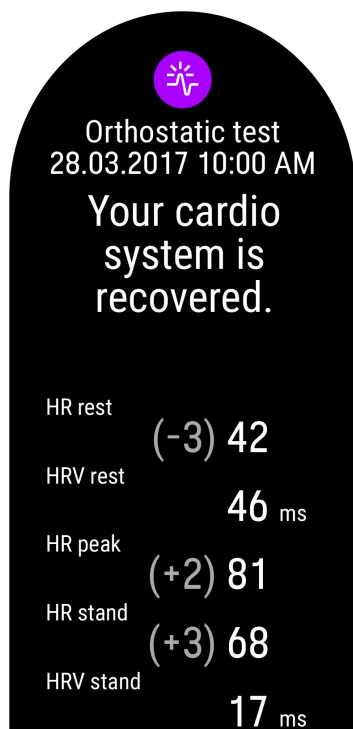 Orthostatic test
28.03.2017 10:00 AM
Your cardio
system is
recovered.
HR rest
(-3) 42
HRV rest
46 ms
HR peak
(+2) 81
HR stand
(+3) 68
HRV stand
17 ms